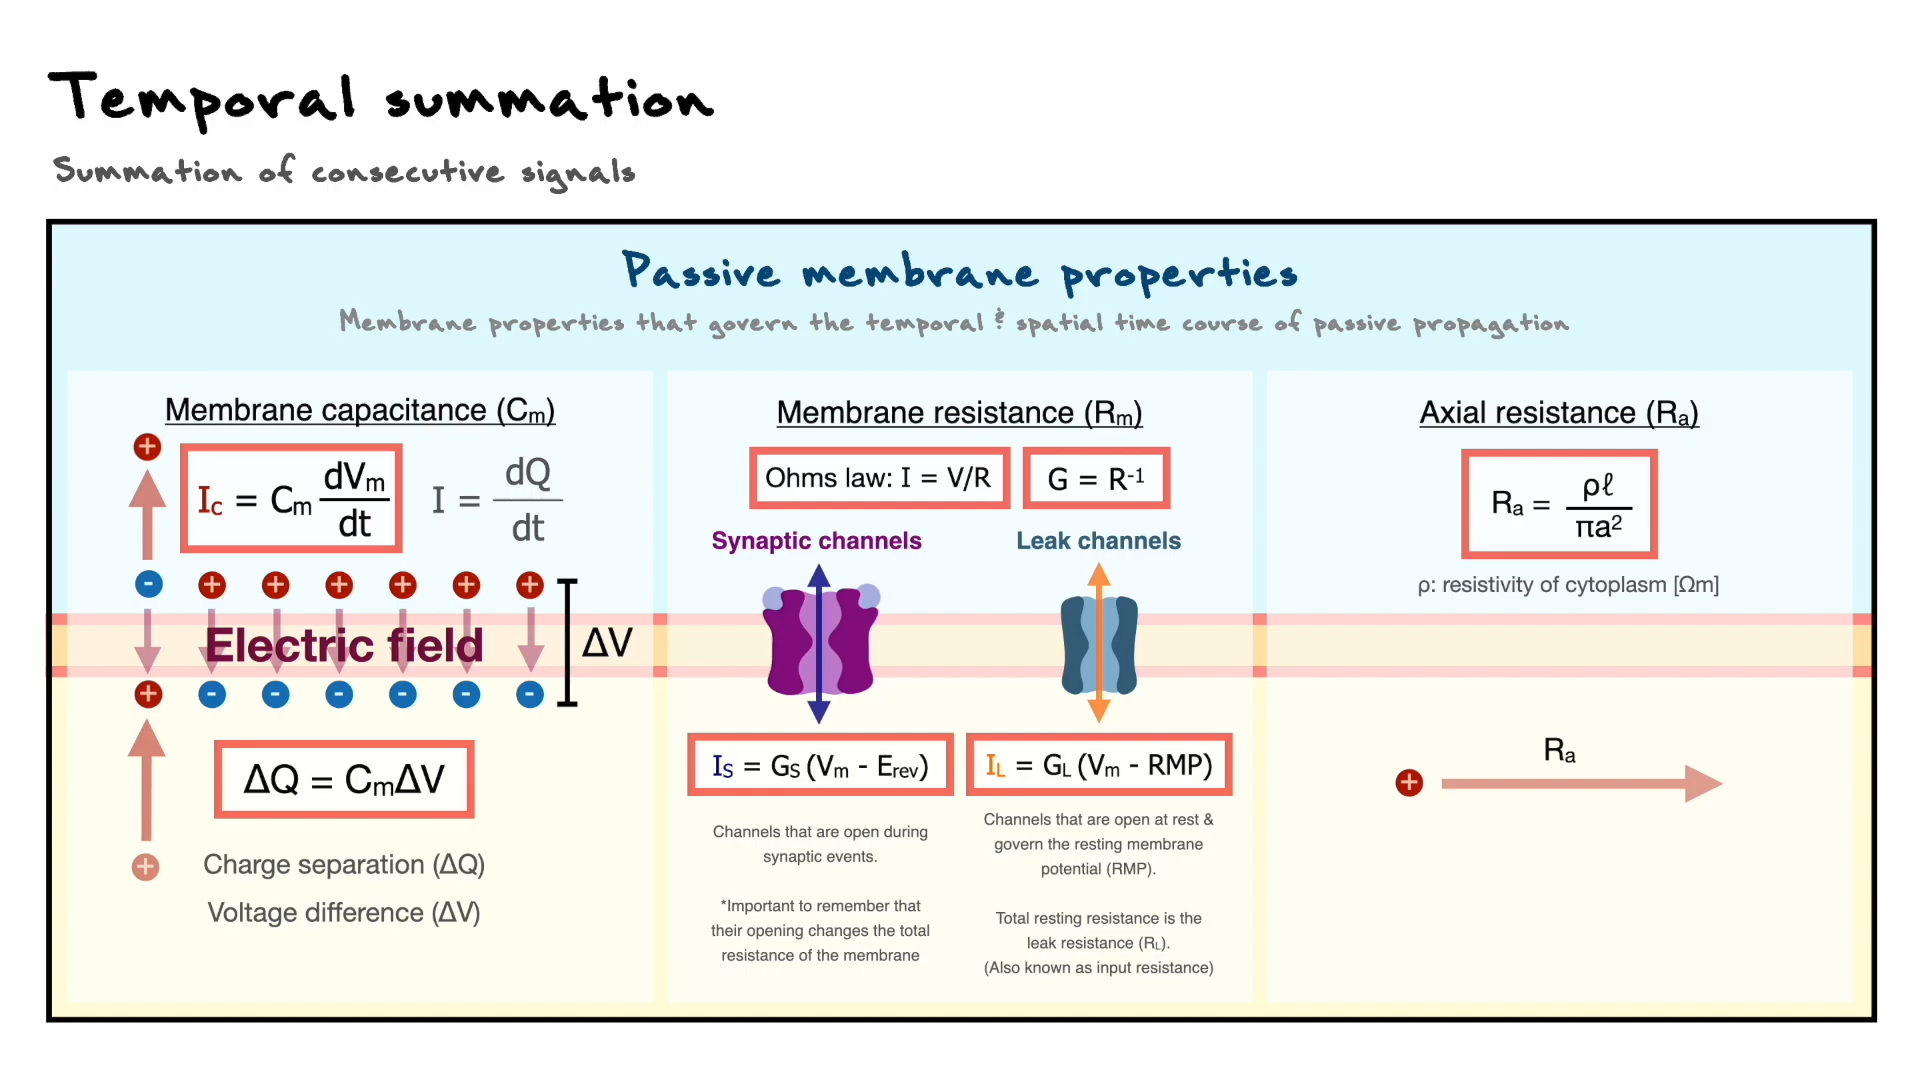 Temporal summation
Summation of consecutive signals
Passive membrane properties
Membrane properties that govern the temporal & spatial time course of passive propagation
Membrane capacitance (Cm)
+
Ic = Cm dVm/dt
I = dQ/dt
- + + + + + +
Electric field
ΔV
+ - - - - - -
ΔQ = CmΔV
+
Charge separation (ΔQ)
Voltage difference (ΔV)
Membrane resistance (Rm)
Ohms law: I = V/R
G = R⁻¹
Synaptic channels
IS = GS (Vm - Erev)
Channels that are open during
synaptic events.
*Important to remember that
their opening changes the total
resistance of the membrane
Leak channels
IL = GL (Vm - RMP)
Channels that are open at rest &
govern the resting membrane
potential (RMP).
Total resting resistance is the
leak resistance (RL).
(Also known as input resistance)
Axial resistance (Ra)
Ra = ρℓ/πa²
ρ: resistivity of cytoplasm [Ωm]
Ra
+